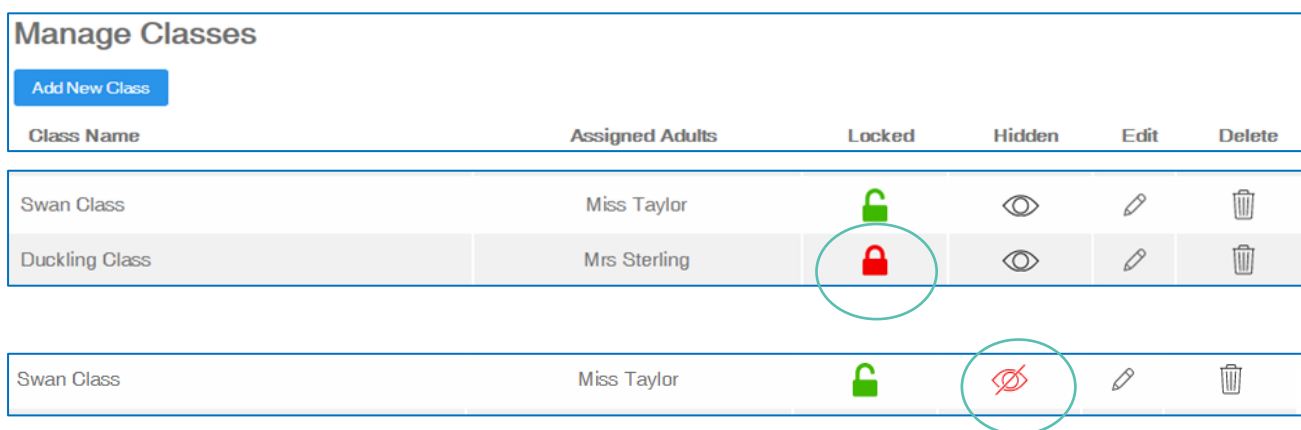 Manage Classes
Add New Class
Class Name Assigned Adults Locked Hidden Edit Delete
Swan Class Miss Taylor
Duckling Class Mrs Sterling
Swan Class Miss Taylor